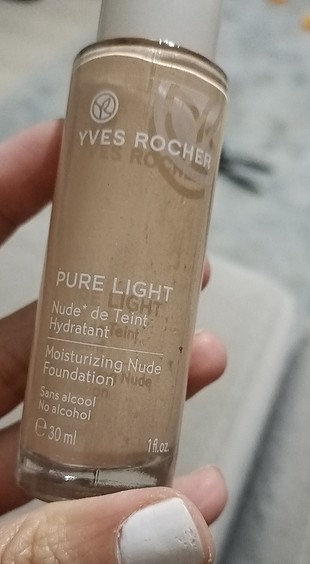 YVES ROCHER
PURE LIGHT
Nude* de Teint
Hydratant
Moisturizing Nude
Foundation
Sans alcool
No alcohol
℮ 30 ml 1 fl.oz.